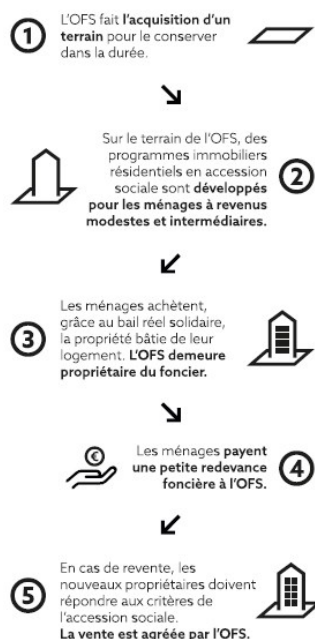 1
L'OFS fait l'acquisition d'un
terrain pour le conserver
dans la durée.
Sur le terrain de l'OFS, des
programmes immobiliers
résidentiels en accession
sociale sont développés
pour les ménages à revenus
modestes et intermédiaires.
2
3
Les ménages achètent,
grâce au bail réel solidaire,
la propriété bâtie de leur
logement. L'OFS demeure
propriétaire du foncier.
€
Les ménages payent
une petite redevance
foncière à l'OFS.
4
5
En cas de revente, les
nouveaux propriétaires doivent
répondre aux critères de
l'accession sociale.
La vente est agréée par l'OFS.